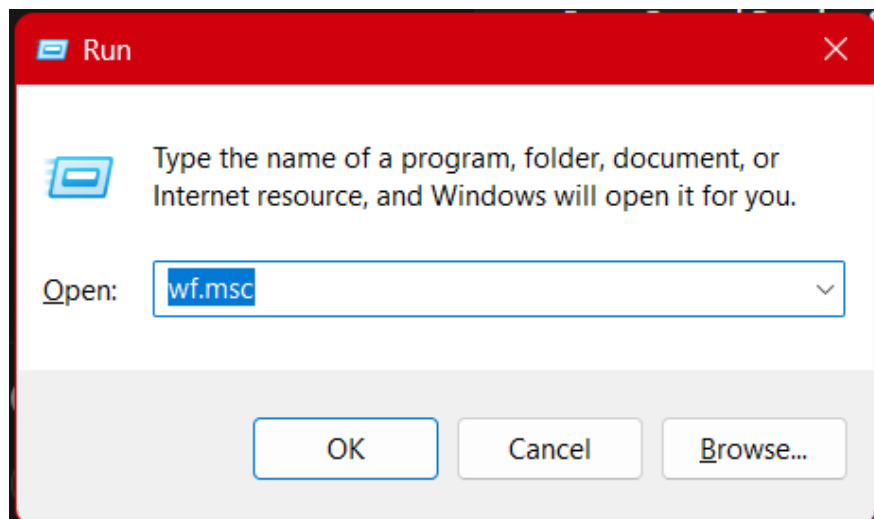 Run
Type the name of a program, folder, document, or
Internet resource, and Windows will open it for you.
Open:
wf.msc
OK
Cancel
Browse...